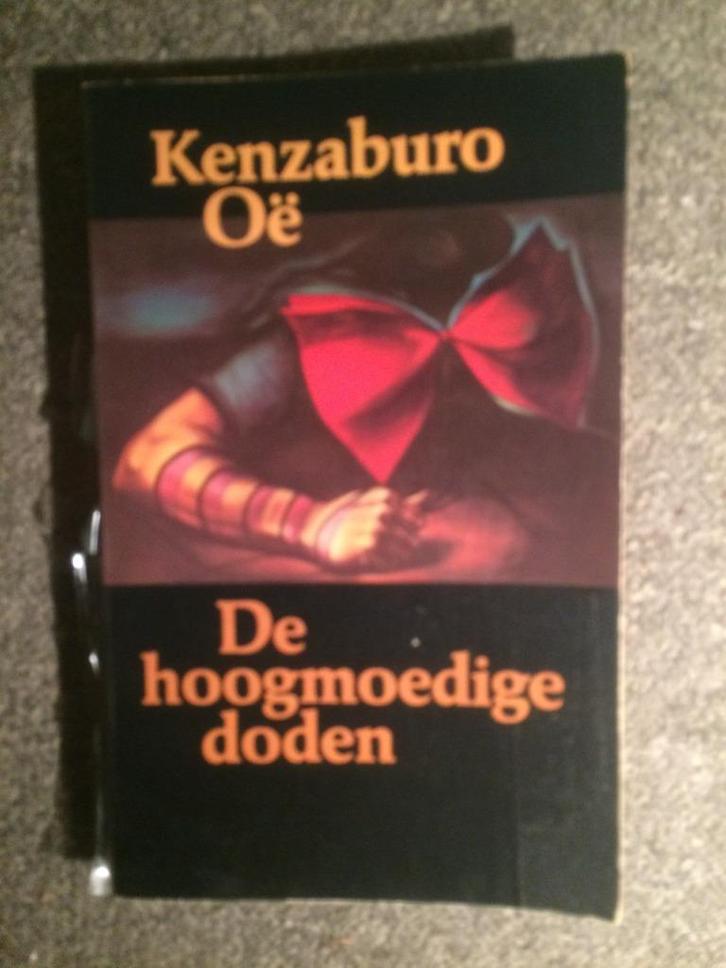 Kenzaburo
Oë
De
hoogmoedige
doden